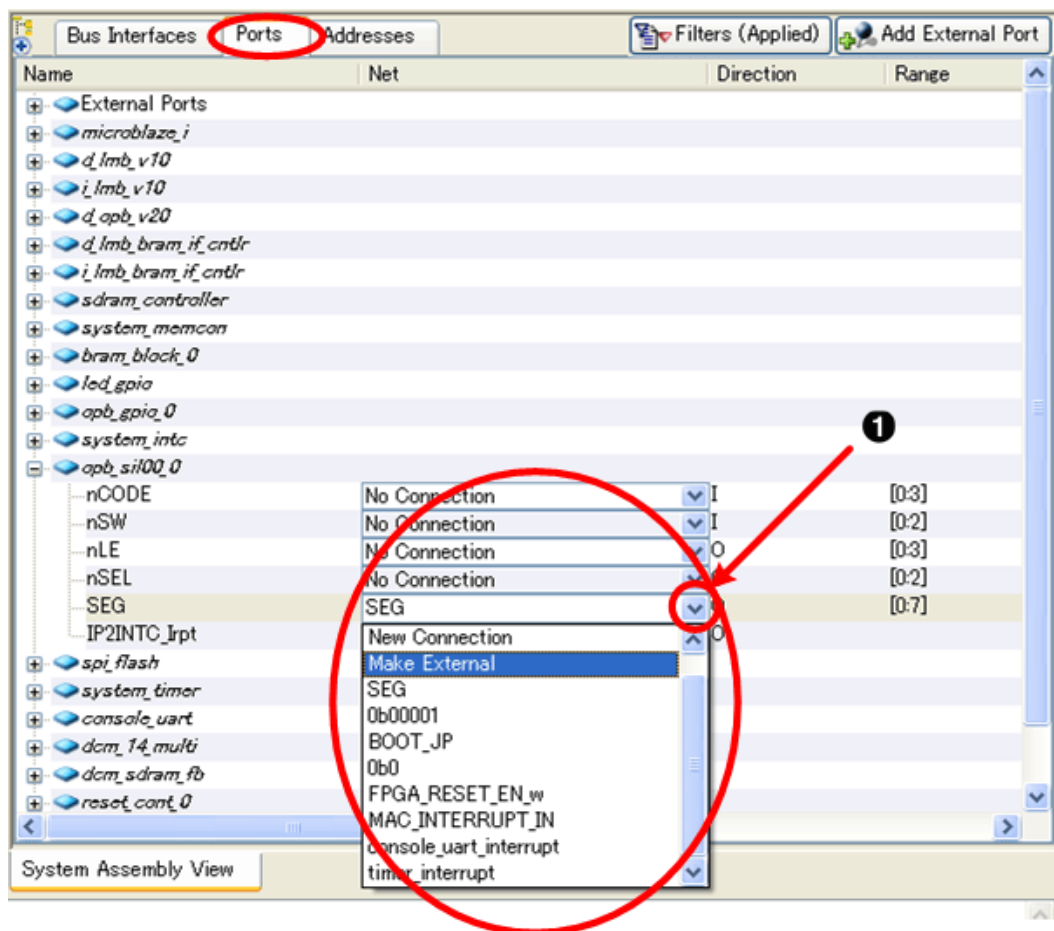 Bus Interfaces Ports Addresses Filters (Applied) Add External Port
Name Net Direction Range
External Ports
microblaze_i
d_lmb_v10
i_lmb_v10
d_opb_v20
d_lmb_bram_if_cntlr
i_lmb_bram_if_cntlr
sdram_controller
system_memcon
bram_block_0
led_gpio
opb_gpio_0
❶
system_intc
opb_sil00_0
nCODE No Connection I [0:3]
nSW No Connection I [0:2]
nLE No Connection O [0:3]
nSEL No Connection [0:2]
SEG SEG [0:7]
IP2INTC_Irpt New Connection O
spi_flash Make External
system_timer SEG
console_uart 0b00001
dcm_14_multi BOOT_JP
dcm_sdram_fb 0b0
reset_cont_0 FPGA_RESET_EN_w
MAC_INTERRUPT_IN
console_uart_interrupt
System Assembly View timer_interrupt